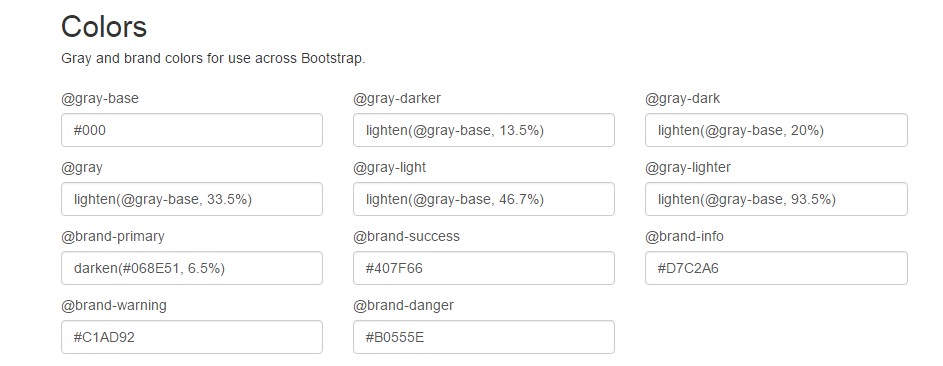 Colors
Gray and brand colors for use across Bootstrap.
@gray-base @gray-darker @gray-dark
#000 lighten(@gray-base, 13.5%) lighten(@gray-base, 20%)
@gray @gray-light @gray-lighter
lighten(@gray-base, 33.5%) lighten(@gray-base, 46.7%) lighten(@gray-base, 93.5%)
@brand-primary @brand-success @brand-info
darken(#068E51, 6.5%) #407F66 #D7C2A6
@brand-warning @brand-danger
#C1AD92 #B0555E